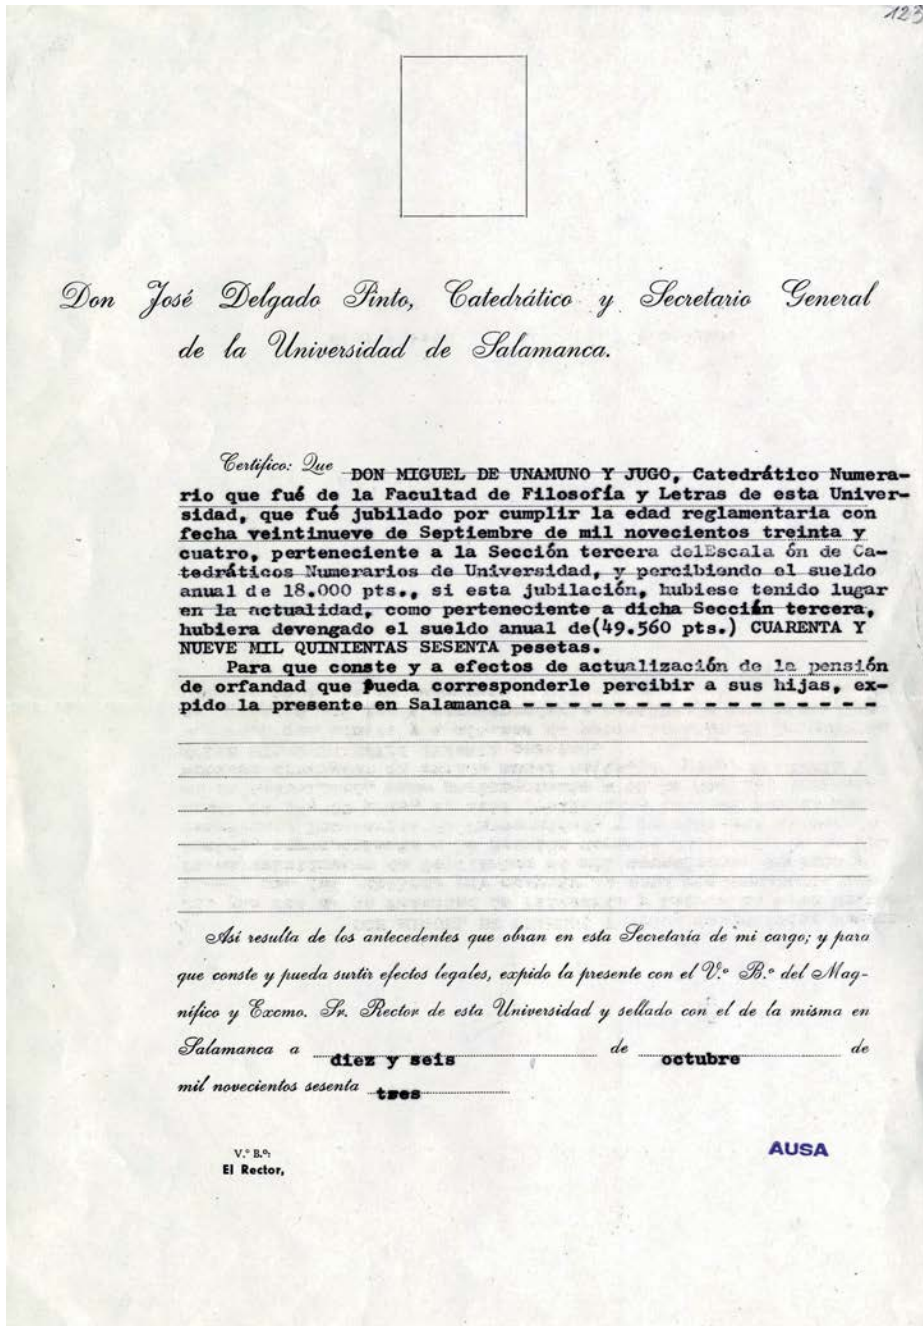 123
Don José Delgado Pinto, Catedrático y Secretario General
de la Universidad de Salamanca.
Certifico: Que DON MIGUEL DE UNAMUNO Y JUGO, Catedrático Numera-
rio que fué de la Facultad de Filosofía y Letras de esta Univer-
sidad, que fué jubilado por cumplir la edad reglamentaria con
fecha veintinueve de Septiembre de mil novecientos treinta y
cuatro, perteneciente a la Sección tercera delEscala ón de Ca-
tedráticos Numerarios de Universidad, y percibiendo el sueldo
anual de 18.000 pts., si esta jubilación, hubiese tenido lugar
en la actualidad, como perteneciente a dicha Sección tercera,
hubiera devengado el sueldo anual de(49.560 pts.) CUARENTA Y
NUEVE MIL QUINIENTAS SESENTA pesetas.
Para que conste y a efectos de actualización de la pensión
de orfandad que pueda corresponderle percibir a sus hijas, ex-
pido la presente en Salamanca - - - - - - - - - - - - - - - -
Así resulta de los antecedentes que obran en esta Secretaría de mi cargo; y para
que conste y pueda surtir efectos legales, expido la presente con el V.º B.º del Mag-
nífico y Excmo. Sr. Rector de esta Universidad y sellado con el de la misma en
Salamanca a diez y seis de octubre de
mil novecientos sesenta tres
V.º B.º:
El Rector,
AUSA